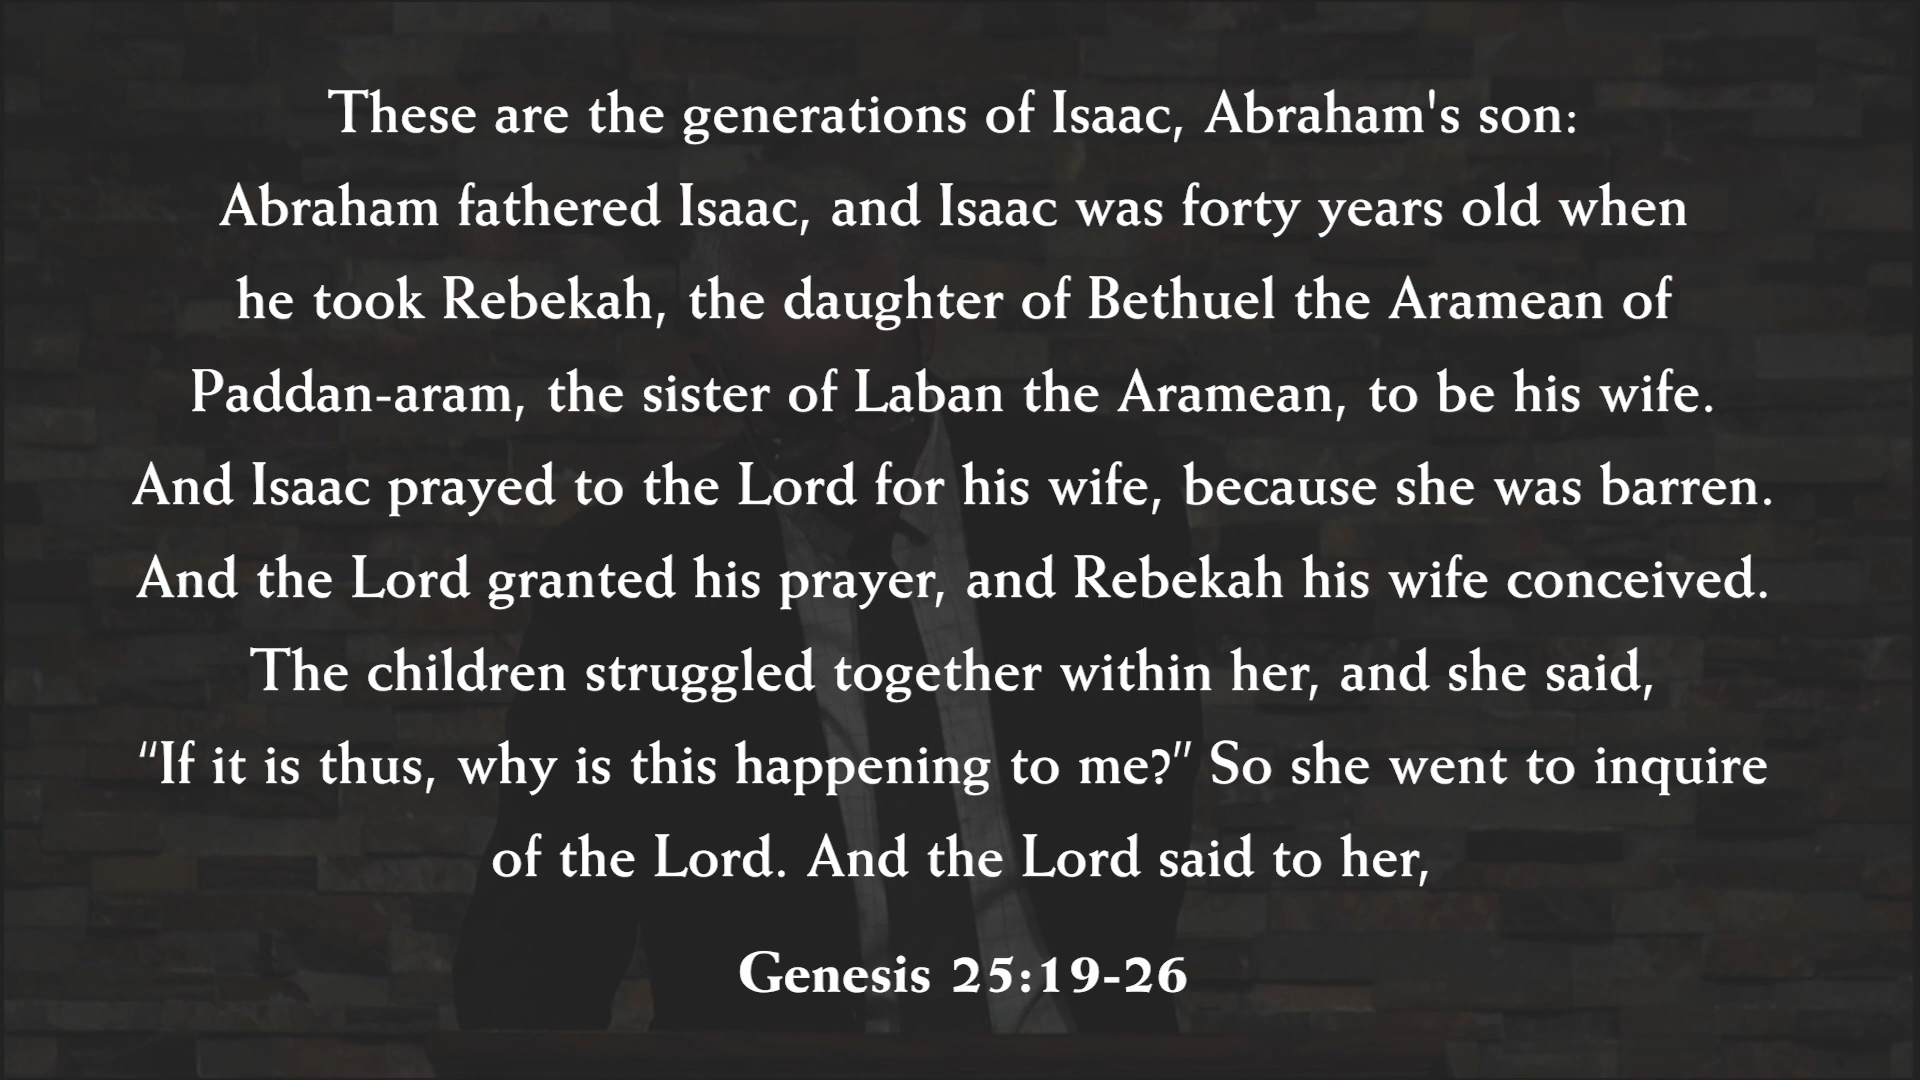 These are the generations of Isaac, Abraham's son:
Abraham fathered Isaac, and Isaac was forty years old when
he took Rebekah, the daughter of Bethuel the Aramean of
Paddan-aram, the sister of Laban the Aramean, to be his wife.
And Isaac prayed to the Lord for his wife, because she was barren.
And the Lord granted his prayer, and Rebekah his wife conceived.
The children struggled together within her, and she said,
“If it is thus, why is this happening to me?” So she went to inquire
of the Lord. And the Lord said to her,
Genesis 25:19-26